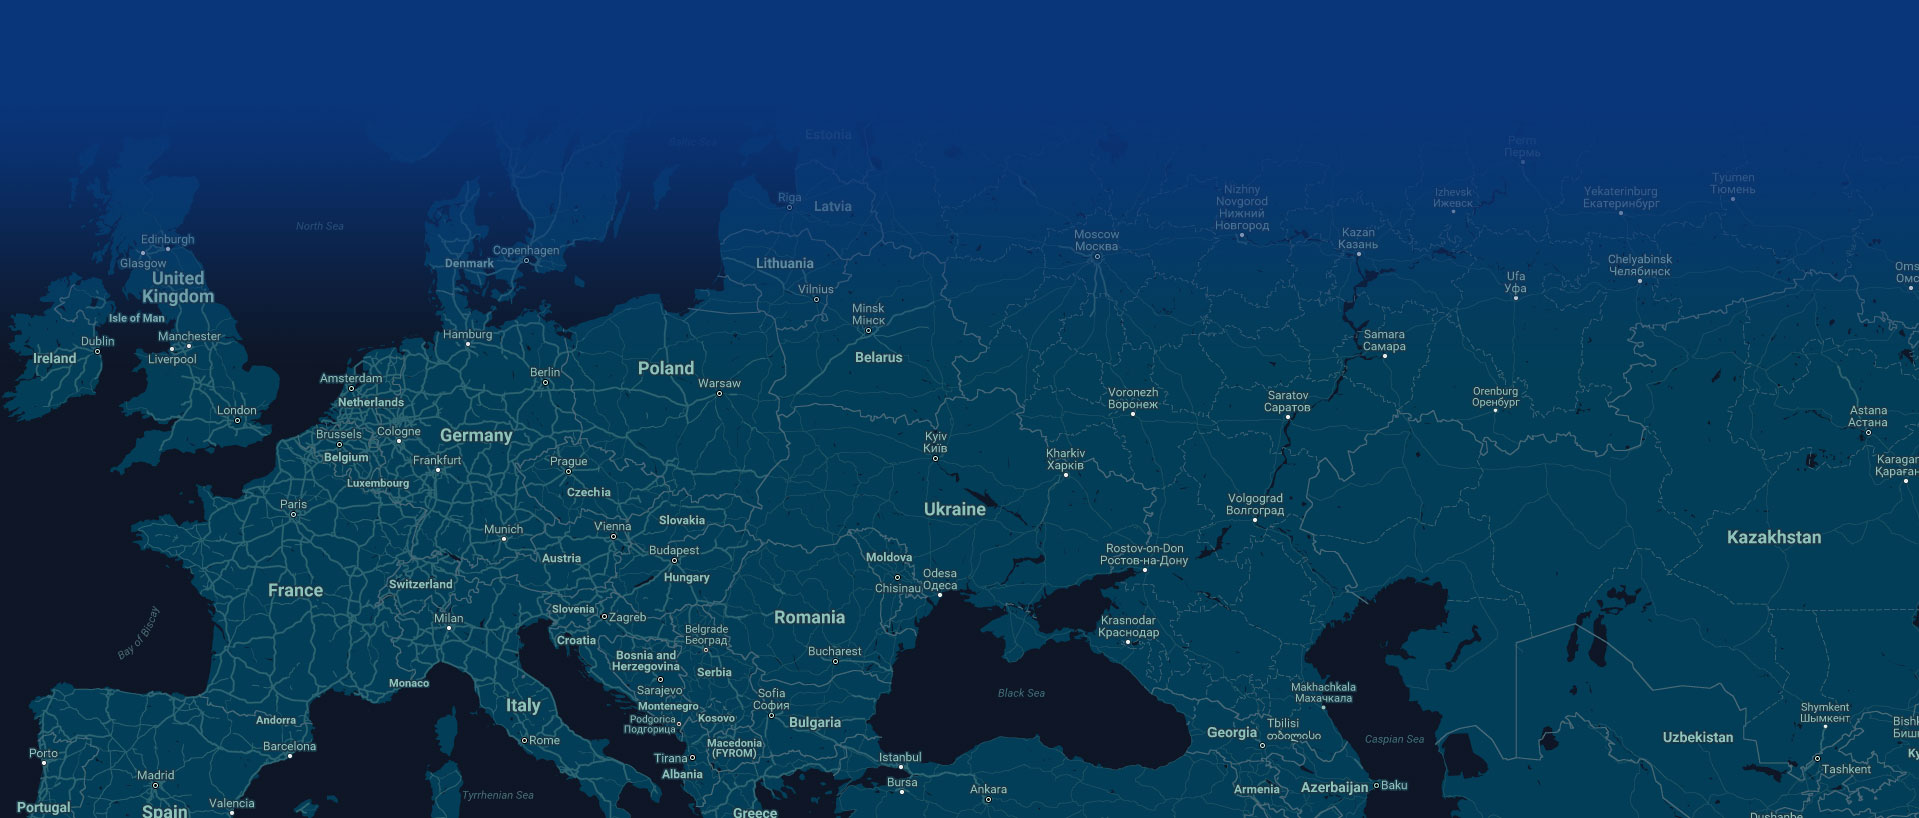 Estonia
Baltic Sea
Perm
Пермь
Riga
Latvia
Nizhny
Novgorod
Нижний
Новгород
Izhevsk
Ижевск
Yekaterinburg
Екатеринбург
Tyumen
Тюмень
North Sea
Edinburgh
Glasgow
United
Kingdom
Copenhagen
Denmark
Lithuania
Vilnius
Moscow
Москва
Kazan
Казань
Ufa
Уфа
Chelyabinsk
Челябинск
Oms
Омс
Isle of Man
Dublin
Manchester
Liverpool
Ireland
Hamburg
Minsk
Мінск
Belarus
Samara
Самара
Amsterdam
Netherlands
Berlin
Poland
Warsaw
London
Voronezh
Воронеж
Saratov
Саратов
Orenburg
Оренбург
Astana
Астана
Brussels
Cologne
Belgium
Germany
Frankfurt
Luxembourg
Prague
Czechia
Kyiv
Київ
Kharkiv
Харків
Karagan
Қараған
Paris
Munich
Vienna
Slovakia
Ukraine
Volgograd
Волгоград
Kazakhstan
Austria
Budapest
Hungary
Moldova
Chisinau
Odesa
Одеса
Rostov-on-Don
Ростов-на-Дону
France
Switzerland
Bay of Biscay
Milan
Slovenia
Zagreb
Croatia
Belgrade
Београд
Romania
Krasnodar
Краснодар
Bosnia and
Herzegovina
Serbia
Bucharest
Monaco
Sarajevo
Sofia
София
Black Sea
Makhachkala
Махачкала
Andorra
Italy
Montenegro
Podgorica
Подгорица
Kosovo
Bulgaria
Georgia
Tbilisi
თბილისი
Caspian Sea
Shymkent
Шымкент
Uzbekistan
Bishk
Биш
Ky
Porto
Barcelona
Rome
Macedonia
(FYROM)
Tirana
Albania
Istanbul
Bursa
Ankara
Armenia
Azerbaijan
Baku
Tashkent
Madrid
Portugal
Spain
Valencia
Tyrrhenian Sea
Greece
Dushanbe